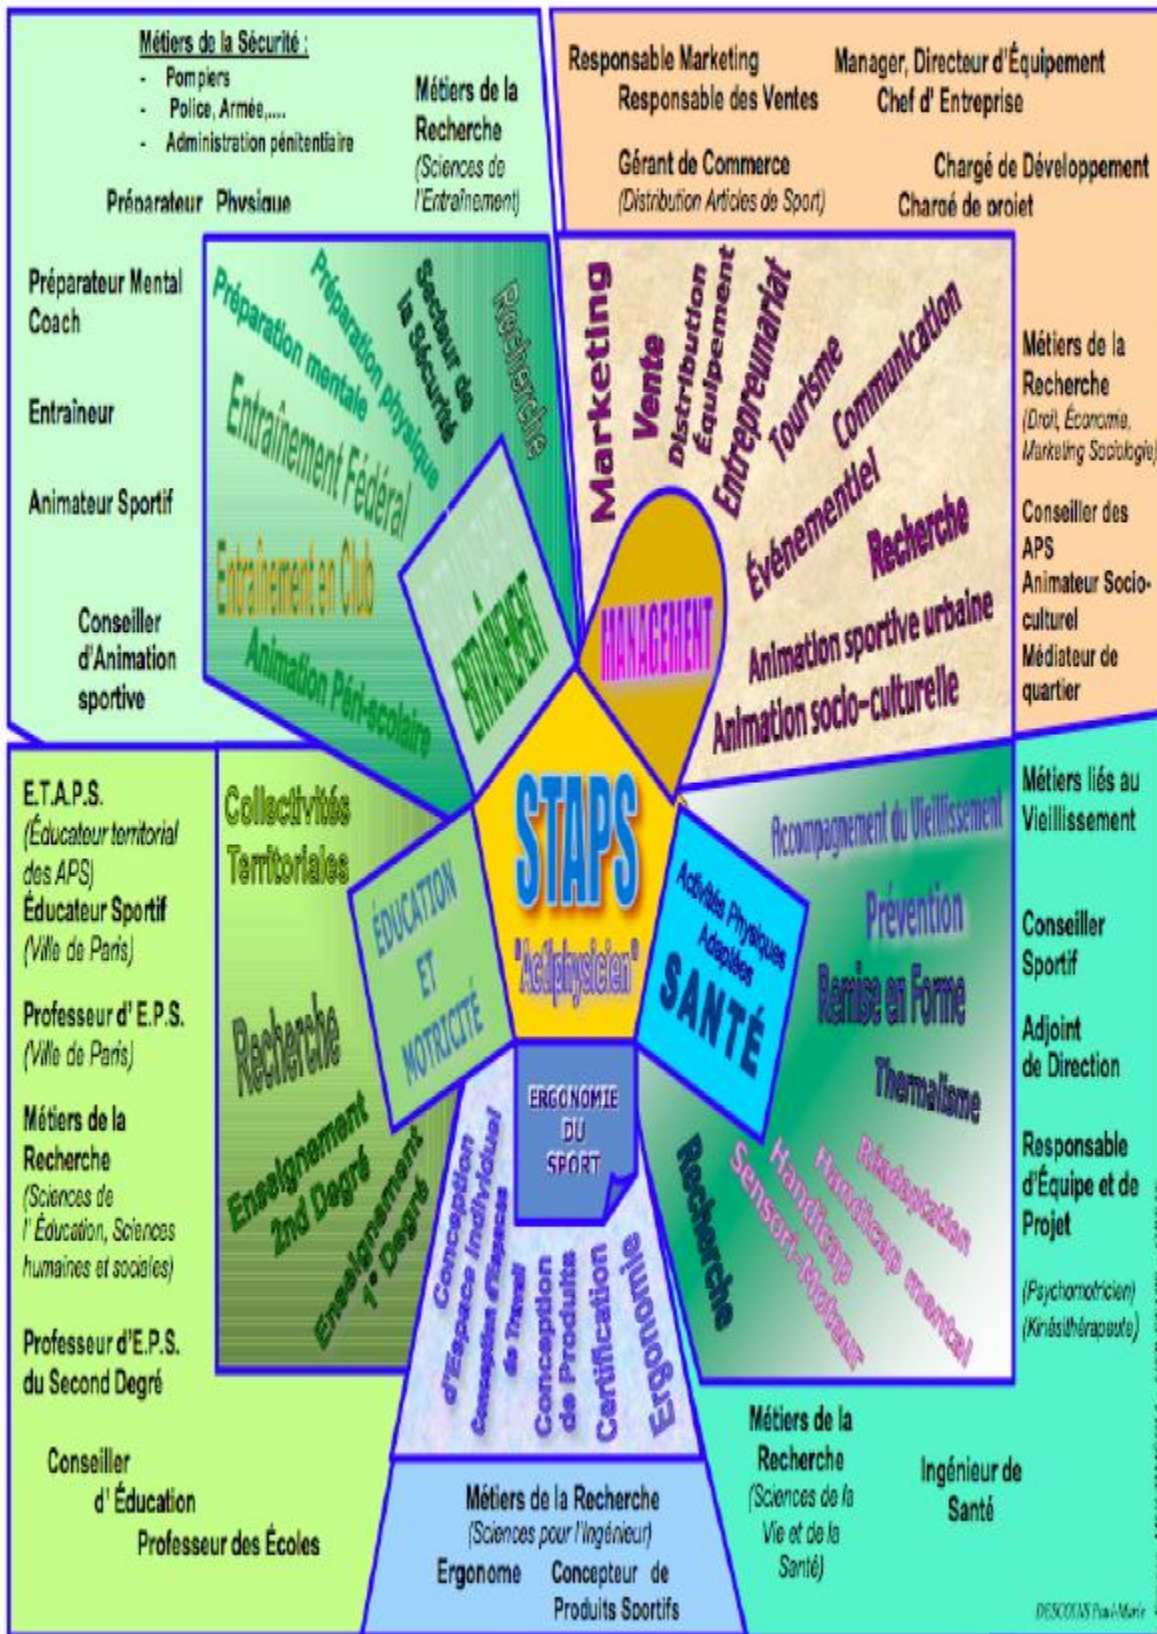 Métiers de la Sécurité :
- Pompiers
- Police, Armée,....
- Administration pénitentiaire
Métiers de la
Recherche
(Sciences de
l'Entraînement)
Préparateur Physique
Préparateur Mental
Coach
Entraîneur
Animateur Sportif
Conseiller
d'Animation
sportive
Préparation mentale
Préparation physique
Secteur de
la Sécurité
Recherche
Entraînement Fédéral
Entraînement en Club
Animation Péri-scolaire
ENTRAÎNEMENT
Responsable Marketing
Responsable des Ventes
Manager, Directeur d'Équipement
Chef d' Entreprise
Gérant de Commerce
(Distribution Articles de Sport)
Chargé de Développement
Chargé de projet
Marketing
Vente
Distribution
Équipement
Entrepreunariat
Tourisme
Communication
Événementiel
Recherche
Animation sportive urbaine
Animation socio-culturelle
MANAGEMENT
Métiers de la
Recherche
(Droit, Économie,
Marketing Sociologie)
Conseiller des
APS
Animateur Socio-
culturel
Médiateur de
quartier
STAPS
"Actiphysicien"
E.T.A.P.S.
(Éducateur territorial
des APS)
Éducateur Sportif
(Ville de Paris)
Professeur d' E.P.S.
(Ville de Paris)
Métiers de la
Recherche
(Sciences de
l' Éducation, Sciences
humaines et sociales)
Professeur d'E.P.S.
du Second Degré
Conseiller
d' Éducation
Professeur des Écoles
Collectivités
Territoriales
Recherche
Enseignement
2nd Degré
Enseignement
1° Degré
ÉDUCATION
ET
MOTRICITÉ
Activités Physiques
Adaptées
SANTÉ
Accompagnement du Vieillissement
Prévention
Remise en Forme
Thermalisme
Réadaptation
Handicap mental
Handicap
Sensori-Moteur
Recherche
Métiers liés au
Vieillissement
Conseiller
Sportif
Adjoint
de Direction
Responsable
d'Équipe et de
Projet
(Psychomotricien)
(Kinésithérapeute)
Métiers de la
Recherche
(Sciences de la
Vie et de la
Santé)
Ingénieur de
Santé
ERGONOMIE
DU
SPORT
Conception
d'Espace Individuel
Conception d'Espaces
de Travail
Conception
de Produits
Certification
Ergonomie
Métiers de la Recherche
(Sciences pour l'Ingénieur)
Ergonome
Concepteur de
Produits Sportifs
DESCOINS Paul-Marie